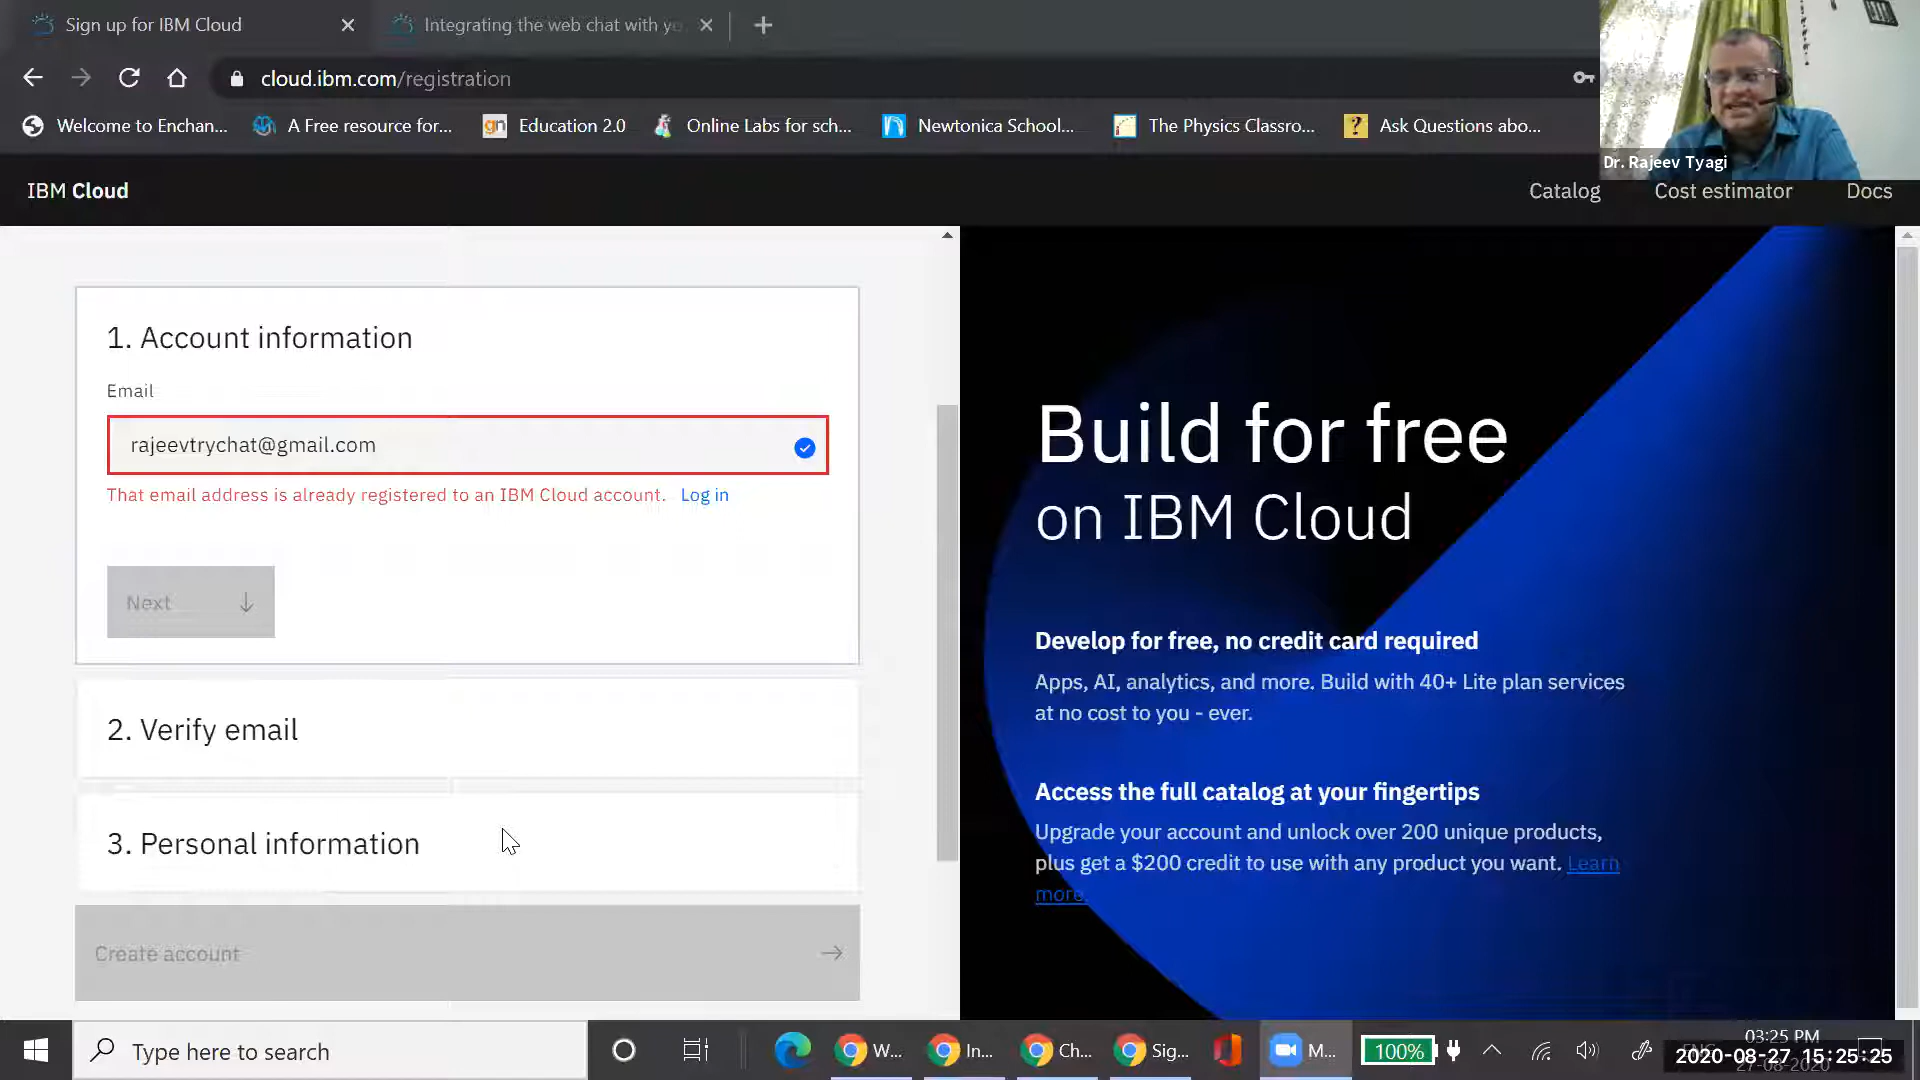 Sign up for IBM Cloud
Integrating the web chat with yo
cloud.ibm.com/registration
Welcome to Enchan...
A Free resource for...
gn
Education 2.0
Online Labs for sch...
Newtonica School...
The Physics Classro...
?
Ask Questions abo...
Dr. Rajeev Tyagi
IBM Cloud
Catalog
Cost estimator
Docs
1. Account information
Email
rajeevtrychat@gmail.com
That email address is already registered to an IBM Cloud account. Log in
Next
2. Verify email
3. Personal information
Create account
Build for free
on IBM Cloud
Develop for free, no credit card required
Apps, AI, analytics, and more. Build with 40+ Lite plan services
at no cost to you - ever.
Access the full catalog at your fingertips
Upgrade your account and unlock over 200 unique products,
plus get a $200 credit to use with any product you want. Learn
more.
Type here to search
W...
In...
Ch...
Sig...
M...
100%
03:25 PM
2020-08-27 15:25:25
27-08-2020